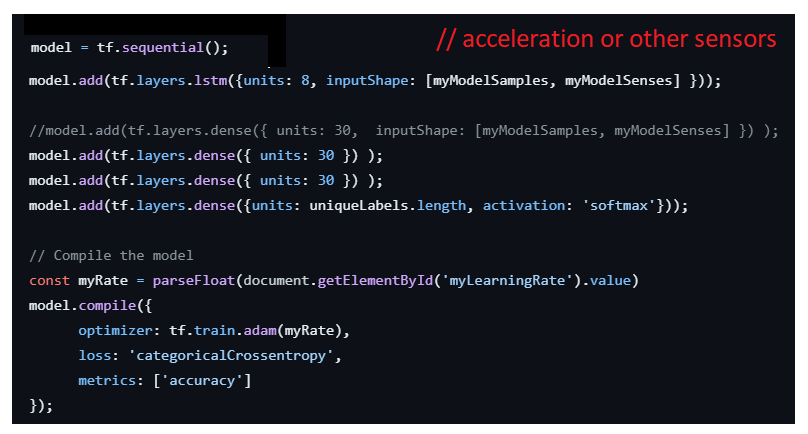 // acceleration or other sensors
model = tf.sequential();
model.add(tf.layers.lstm({units: 8, inputShape: [myModelSamples, myModelSenses] }));
//model.add(tf.layers.dense({ units: 30,  inputShape: [myModelSamples, myModelSenses] }) );
model.add(tf.layers.dense({ units: 30 }) );
model.add(tf.layers.dense({ units: 30 }) );
model.add(tf.layers.dense({units: uniqueLabels.length, activation: 'softmax'}));
// Compile the model
const myRate = parseFloat(document.getElementById('myLearningRate').value)
model.compile({
optimizer: tf.train.adam(myRate),
loss: 'categoricalCrossentropy',
metrics: ['accuracy']
});